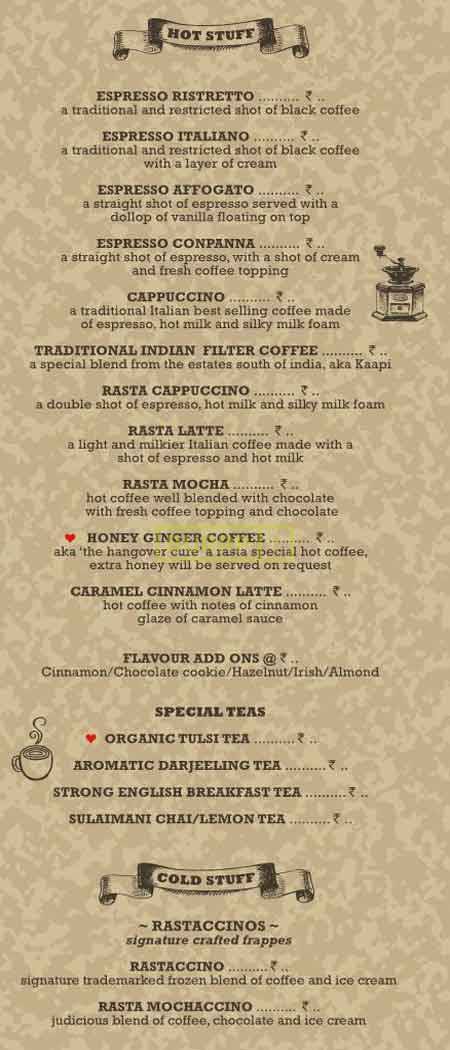 HOT STUFF
ESPRESSO RISTRETTO .......... ₹ ..
a traditional and restricted shot of black coffee
ESPRESSO ITALIANO .......... ₹ ..
a traditional and restricted shot of black coffee
with a layer of cream
ESPRESSO AFFOGATO .......... ₹ ..
a straight shot of espresso served with a
dollop of vanilla floating on top
ESPRESSO CONPANNA .......... ₹ ..
a straight shot of espresso, with a shot of cream
and fresh coffee topping
CAPPUCCINO .......... ₹ ..
a traditional Italian best selling coffee made
of espresso, hot milk and silky milk foam
TRADITIONAL INDIAN FILTER COFFEE .......... ₹ ..
a special blend from the estates south of india, aka Kaapi
RASTA CAPPUCCINO .......... ₹ ..
a double shot of espresso, hot milk and silky milk foam
RASTA LATTE .......... ₹ ..
a light and milkier Italian coffee made with a
shot of espresso and hot milk
RASTA MOCHA .......... ₹ ..
hot coffee well blended with chocolate
with fresh coffee topping and chocolate
HONEY GINGER COFFEE .......... ₹ ..
aka 'the hangover cure' a rasta special hot coffee,
extra honey will be served on request
CARAMEL CINNAMON LATTE .......... ₹ ..
hot coffee with notes of cinnamon
glaze of caramel sauce
FLAVOUR ADD ONS @ ₹ ..
Cinnamon/Chocolate cookie/Hazelnut/Irish/Almond
SPECIAL TEAS
ORGANIC TULSI TEA .......... ₹ ..
AROMATIC DARJEELING TEA .......... ₹ ..
STRONG ENGLISH BREAKFAST TEA .......... ₹ ..
SULAIMANI CHAI/LEMON TEA .......... ₹ ..
COLD STUFF
~ RASTACCINOS ~
signature crafted frappes
RASTACCINO .......... ₹ ..
signature trademarked frozen blend of coffee and ice cream
RASTA MOCHACCINO .......... ₹ ..
judicious blend of coffee, chocolate and ice cream